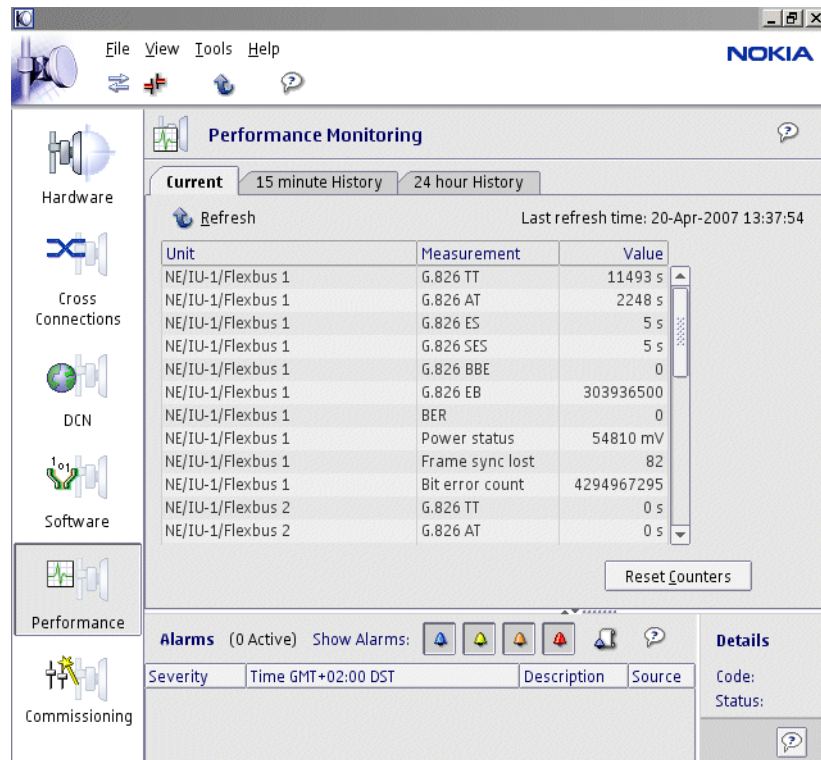 File View Tools Help
NOKIA
Performance Monitoring
Hardware
Cross
Connections
DCN
Software
Performance
Commissioning
Current 15 minute History 24 hour History
Refresh Last refresh time: 20-Apr-2007 13:37:54
Unit Measurement Value
NE/IU-1/Flexbus 1 G.826 TT 11493 s
NE/IU-1/Flexbus 1 G.826 AT 2248 s
NE/IU-1/Flexbus 1 G.826 ES 5 s
NE/IU-1/Flexbus 1 G.826 SES 5 s
NE/IU-1/Flexbus 1 G.826 BBE 0
NE/IU-1/Flexbus 1 G.826 EB 303936500
NE/IU-1/Flexbus 1 BER 0
NE/IU-1/Flexbus 1 Power status 54810 mV
NE/IU-1/Flexbus 1 Frame sync lost 82
NE/IU-1/Flexbus 1 Bit error count 4294967295
NE/IU-1/Flexbus 2 G.826 TT 0 s
NE/IU-1/Flexbus 2 G.826 AT 0 s
Reset Counters
Alarms (0 Active) Show Alarms:
Severity Time GMT+02:00 DST Description Source
Details
Code:
Status: